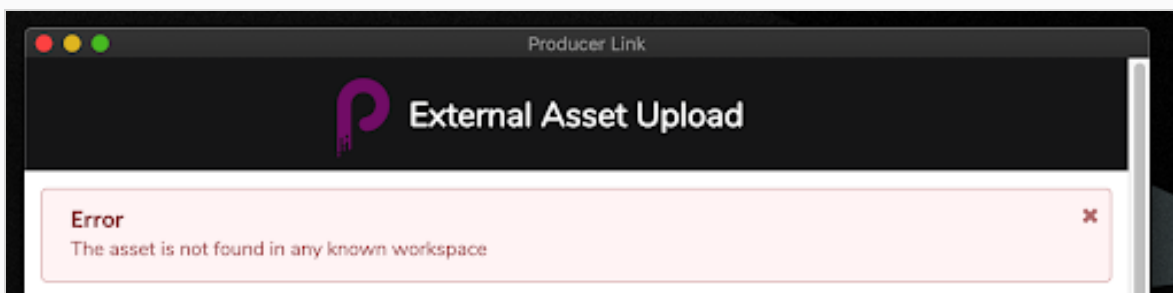 Producer Link
External Asset Upload
Error
The asset is not found in any known workspace